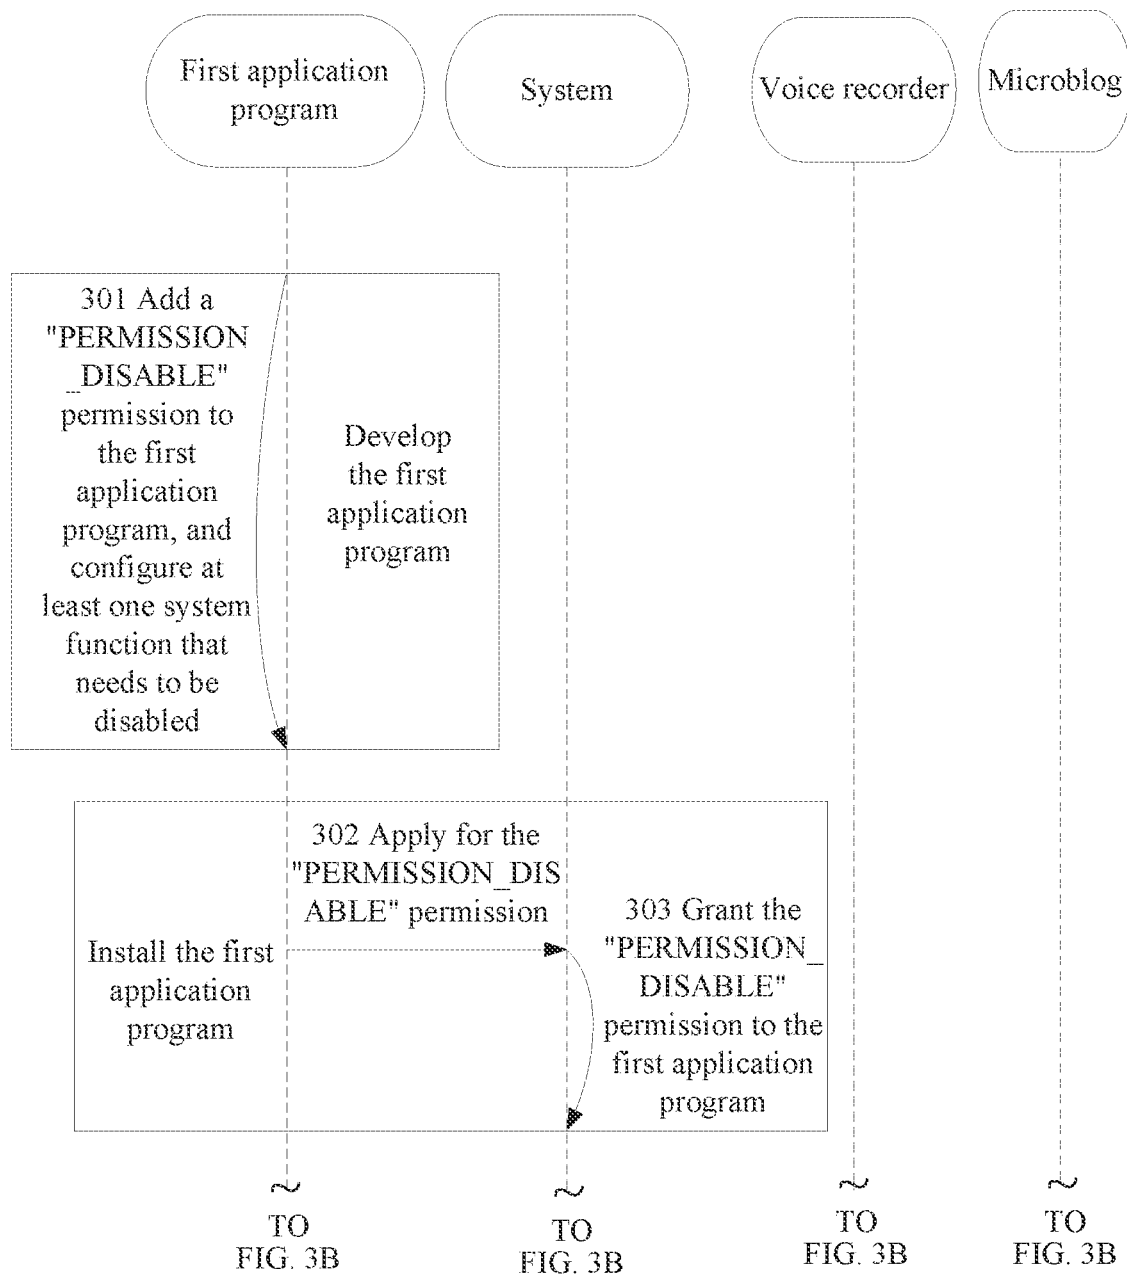 First application
program
System
Voice recorder
Microblog
301 Add a
"PERMISSION
_DISABLE"
permission to
the first
application
program, and
configure at
least one system
function that
needs to be
disabled
Develop
the first
application
program
302 Apply for the
"PERMISSION_DIS
ABLE" permission
Install the first
application
program
303 Grant the
"PERMISSION_
DISABLE"
permission to the
first application
program
TO
FIG. 3B
TO
FIG. 3B
TO
FIG. 3B
TO
FIG. 3B